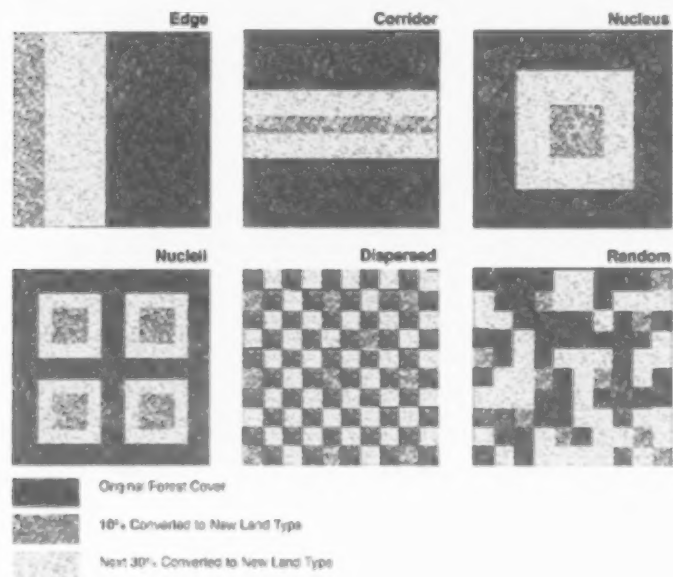 Edge
Corridor
Nucleus
Nucleii
Dispersed
Random
Original Forest Cover
10% Converted to New Land Type
Next 30% Converted to New Land Type